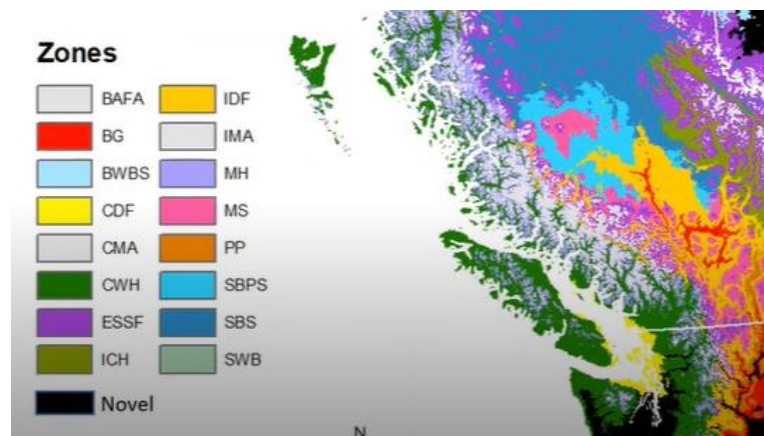 Zones
BAFA IDF
BG IMA
BWBS MH
CDF MS
CMA PP
CWH SBPS
ESSF SBS
ICH SWB
Novel
N